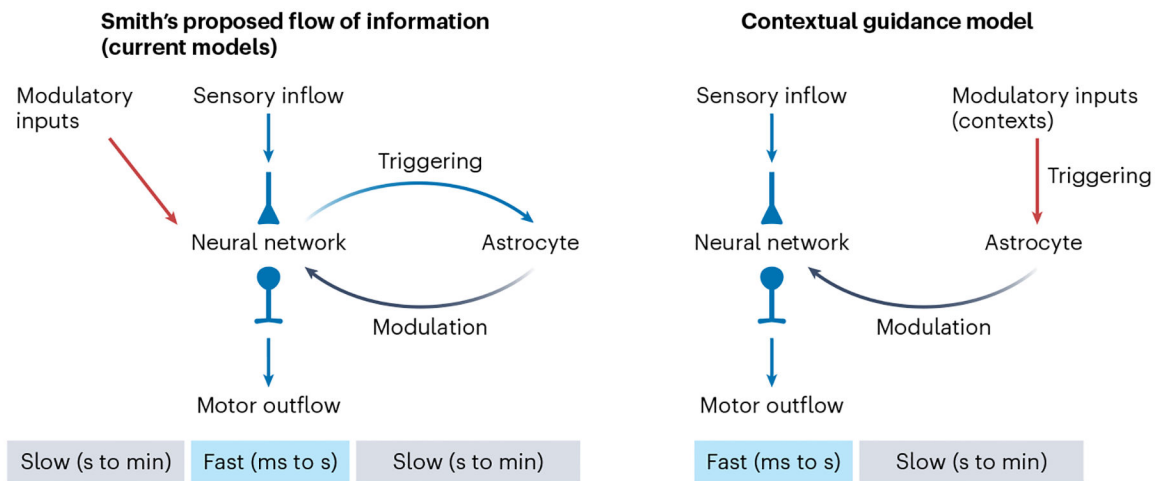 Smith's proposed flow of information
(current models)
Modulatory
inputs
Sensory inflow
Triggering
Neural network
Astrocyte
Modulation
Motor outflow
Slow (s to min)
Fast (ms to s)
Slow (s to min)
Contextual guidance model
Sensory inflow
Modulatory inputs
(contexts)
Triggering
Neural network
Astrocyte
Modulation
Motor outflow
Fast (ms to s)
Slow (s to min)